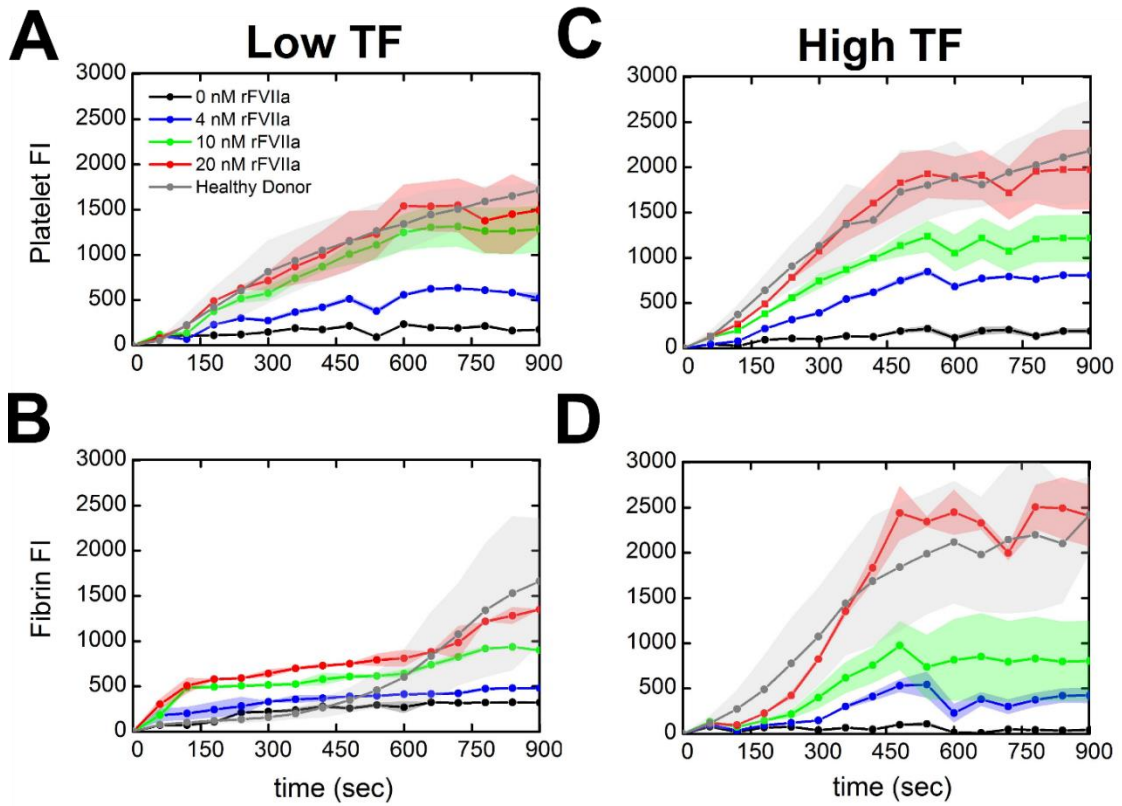 A
Low TF
C
High TF
Platelet FI
3000
2500
2000
1500
1000
500
0
0 nM rFVIIa
4 nM rFVIIa
10 nM rFVIIa
20 nM rFVIIa
Healthy Donor
0 150 300 450 600 750 900
3000
2500
2000
1500
1000
500
0
0 150 300 450 600 750 900
B
D
Fibrin FI
3000
2500
2000
1500
1000
500
0
0 150 300 450 600 750 900
time (sec)
3000
2500
2000
1500
1000
500
0
0 150 300 450 600 750 900
time (sec)